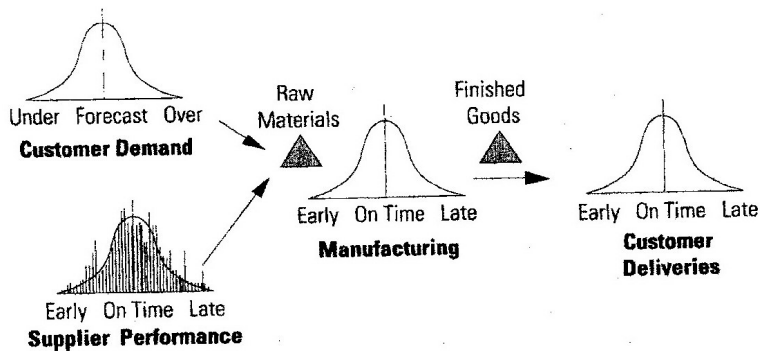 Under Forecast Over
Customer Demand
Early On Time Late
Supplier Performance
Raw
Materials
Early On Time Late
Manufacturing
Finished
Goods
Early On Time Late
Customer
Deliveries